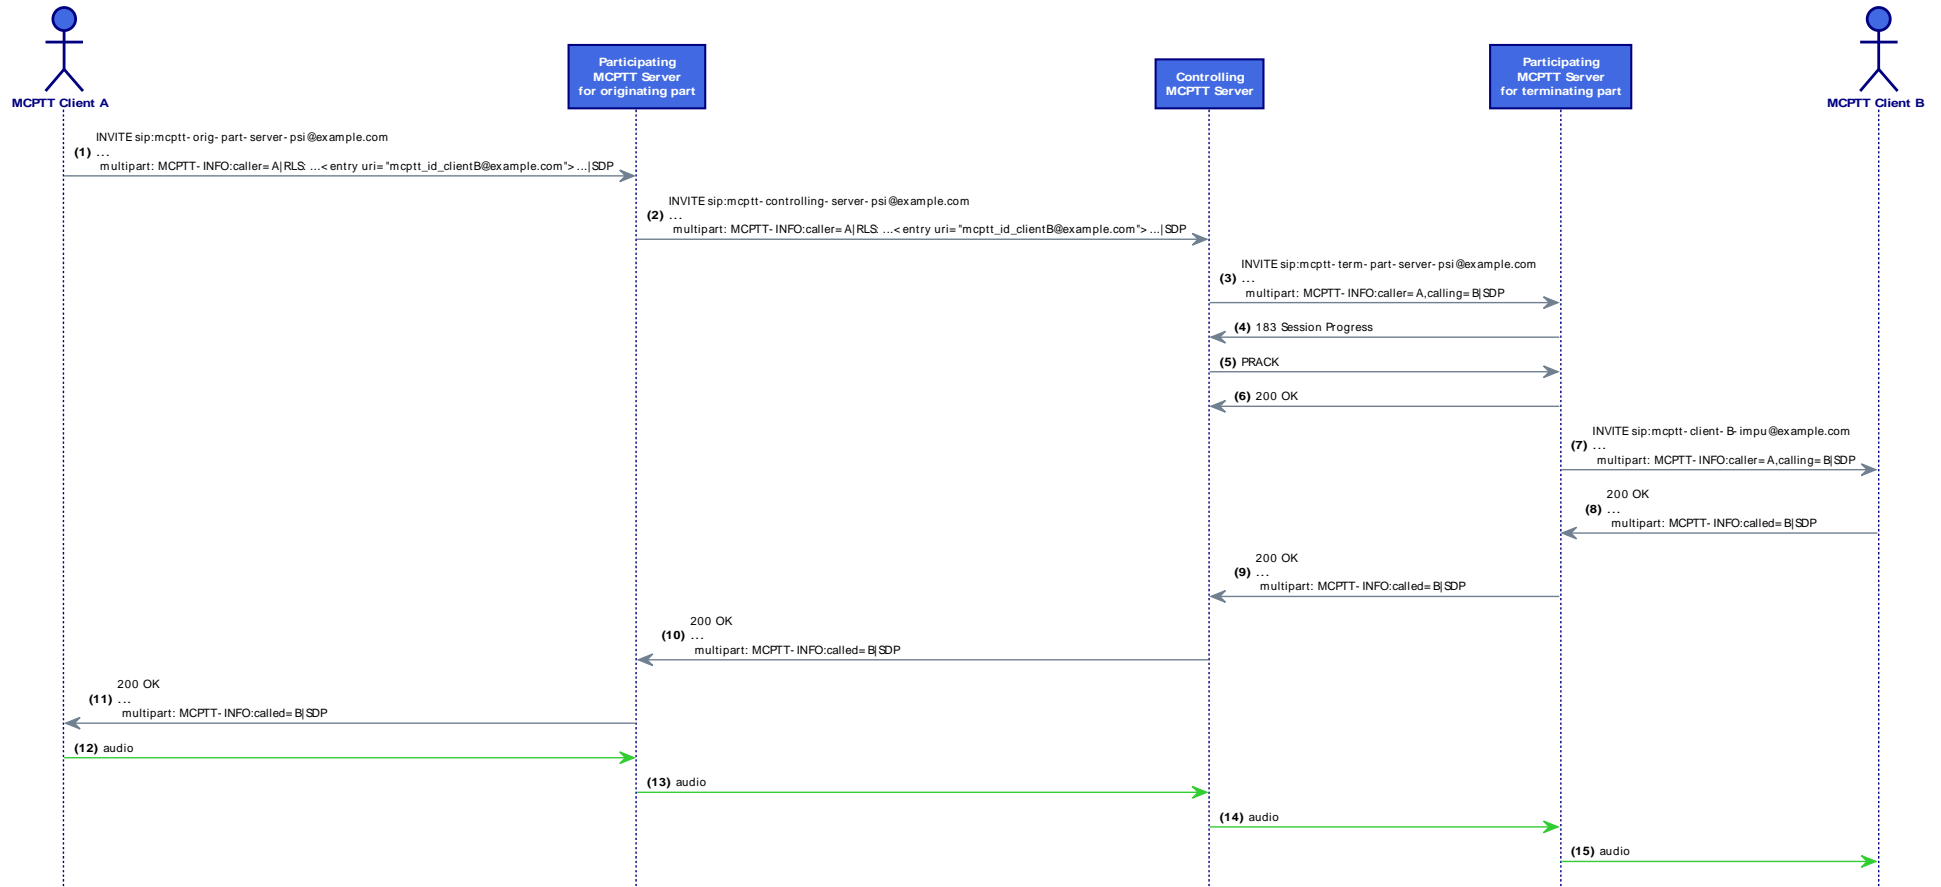 MCPTT Client A
Participating
MCPTT Server
for originating part
Controlling
MCPTT Server
Participating
MCPTT Server
for terminating part
MCPTT Client B
INVITE sip:mcptt-orig-part-server-psi@example.com
(1) ...
multipart: MCPTT-INFO:caller=A|RLS: ...<entry uri="mcptt_id_clientB@example.com">...|SDP
INVITE sip:mcptt-controlling-server-psi@example.com
(2) ...
multipart: MCPTT-INFO:caller=A|RLS: ...<entry uri="mcptt_id_clientB@example.com">...|SDP
INVITE sip:mcptt-term-part-server-psi@example.com
(3) ...
multipart: MCPTT-INFO:caller=A,calling=B|SDP
(4) 183 Session Progress
(5) PRACK
(6) 200 OK
INVITE sip:mcptt-client-B-impu@example.com
(7) ...
multipart: MCPTT-INFO:caller=A,calling=B|SDP
200 OK
(8) ...
multipart: MCPTT-INFO:called=B|SDP
200 OK
(9) ...
multipart: MCPTT-INFO:called=B|SDP
200 OK
(10) ...
multipart: MCPTT-INFO:called=B|SDP
200 OK
(11) ...
multipart: MCPTT-INFO:called=B|SDP
(12) audio
(13) audio
(14) audio
(15) audio